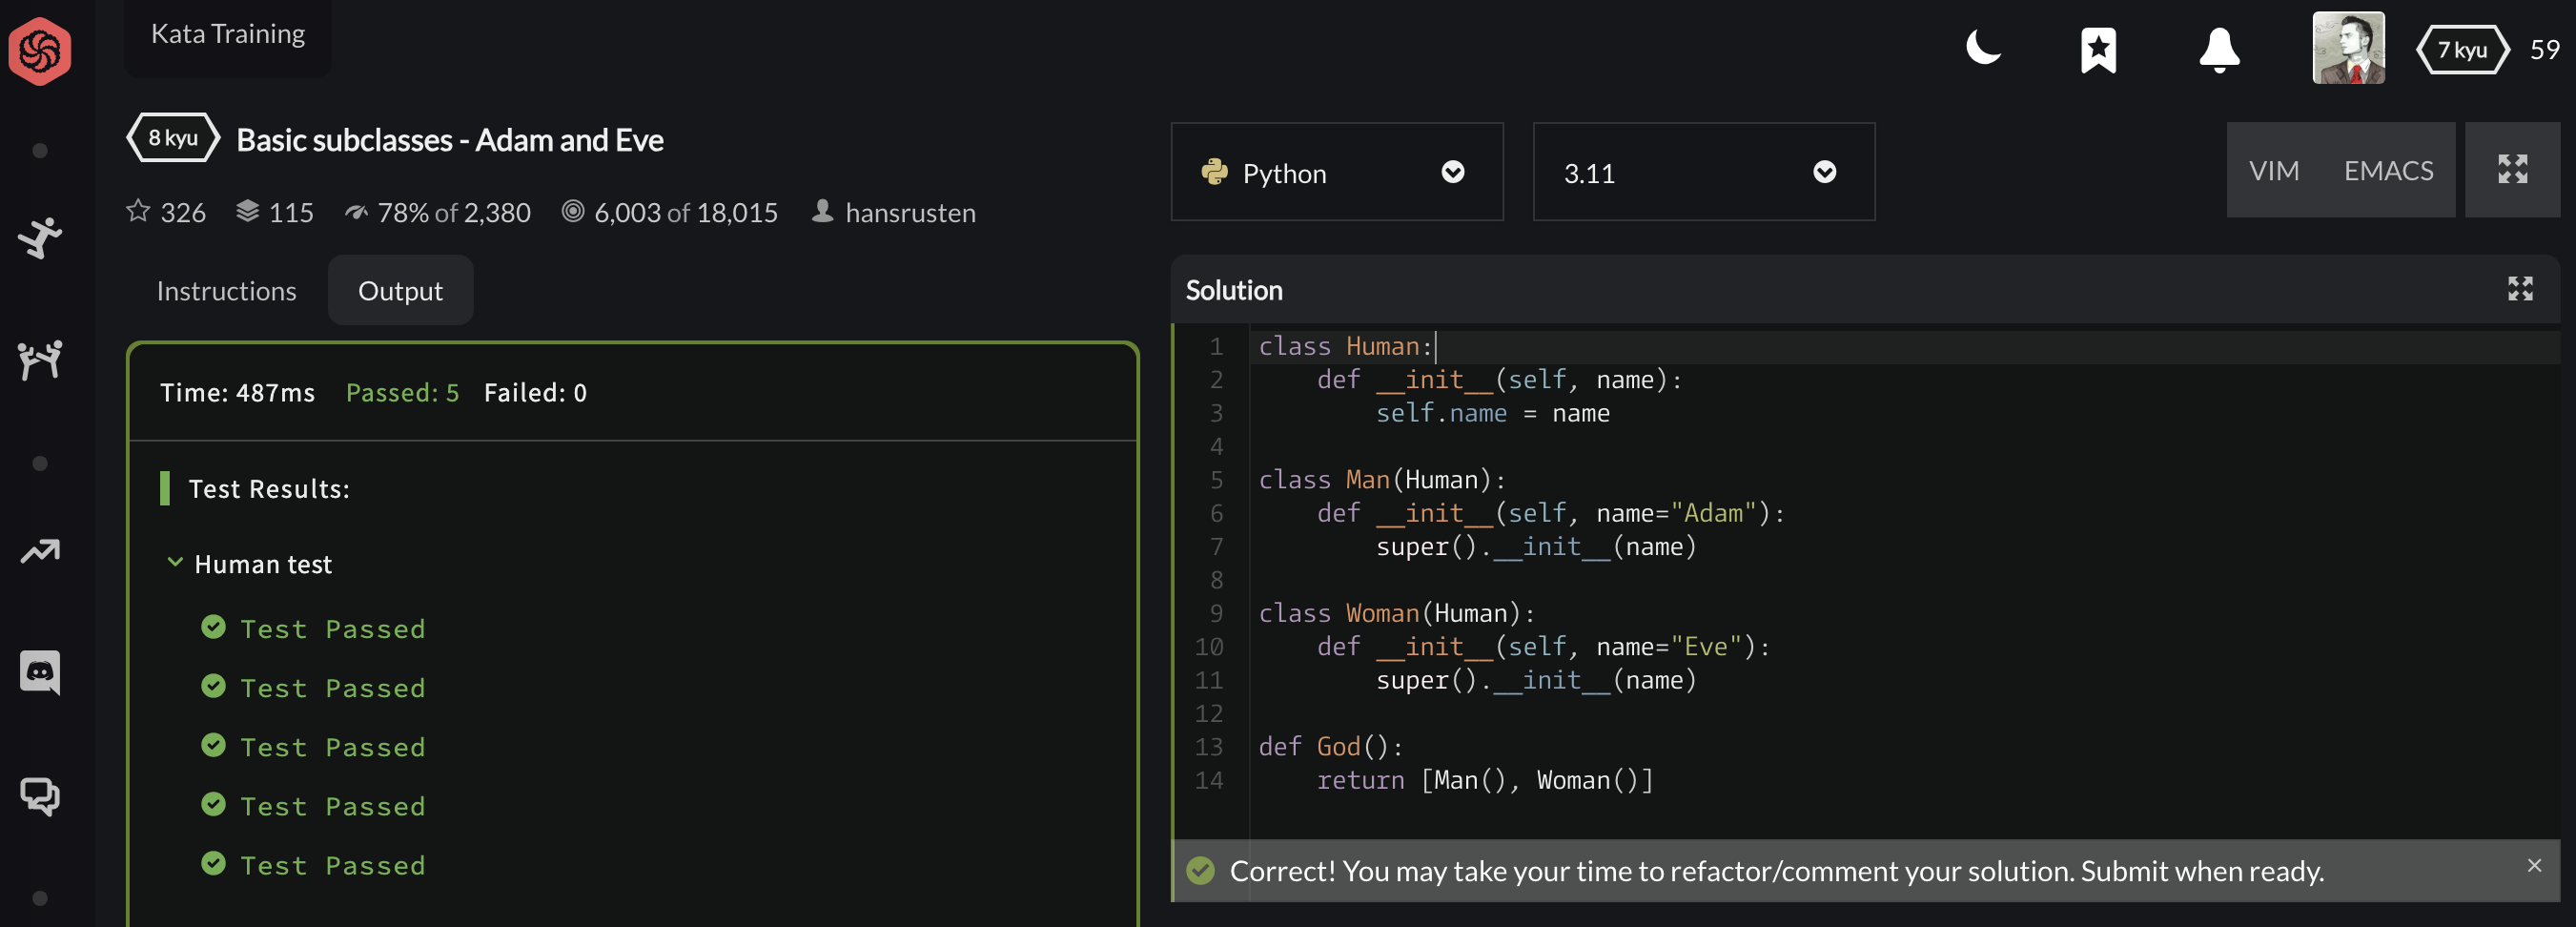 Kata Training
7 kyu 59
8 kyu Basic subclasses - Adam and Eve
326 115 78% of 2,380 6,003 of 18,015 hansrusten
Python 3.11 VIM EMACS
Instructions Output
Time: 487ms Passed: 5 Failed: 0
Test Results:
Human test
Test Passed
Test Passed
Test Passed
Test Passed
Test Passed
Solution
1 class Human:
2     def __init__(self, name):
3         self.name = name
4
5 class Man(Human):
6     def __init__(self, name="Adam"):
7         super().__init__(name)
8
9 class Woman(Human):
10     def __init__(self, name="Eve"):
11         super().__init__(name)
12
13 def God():
14     return [Man(), Woman()]
Correct! You may take your time to refactor/comment your solution. Submit when ready.